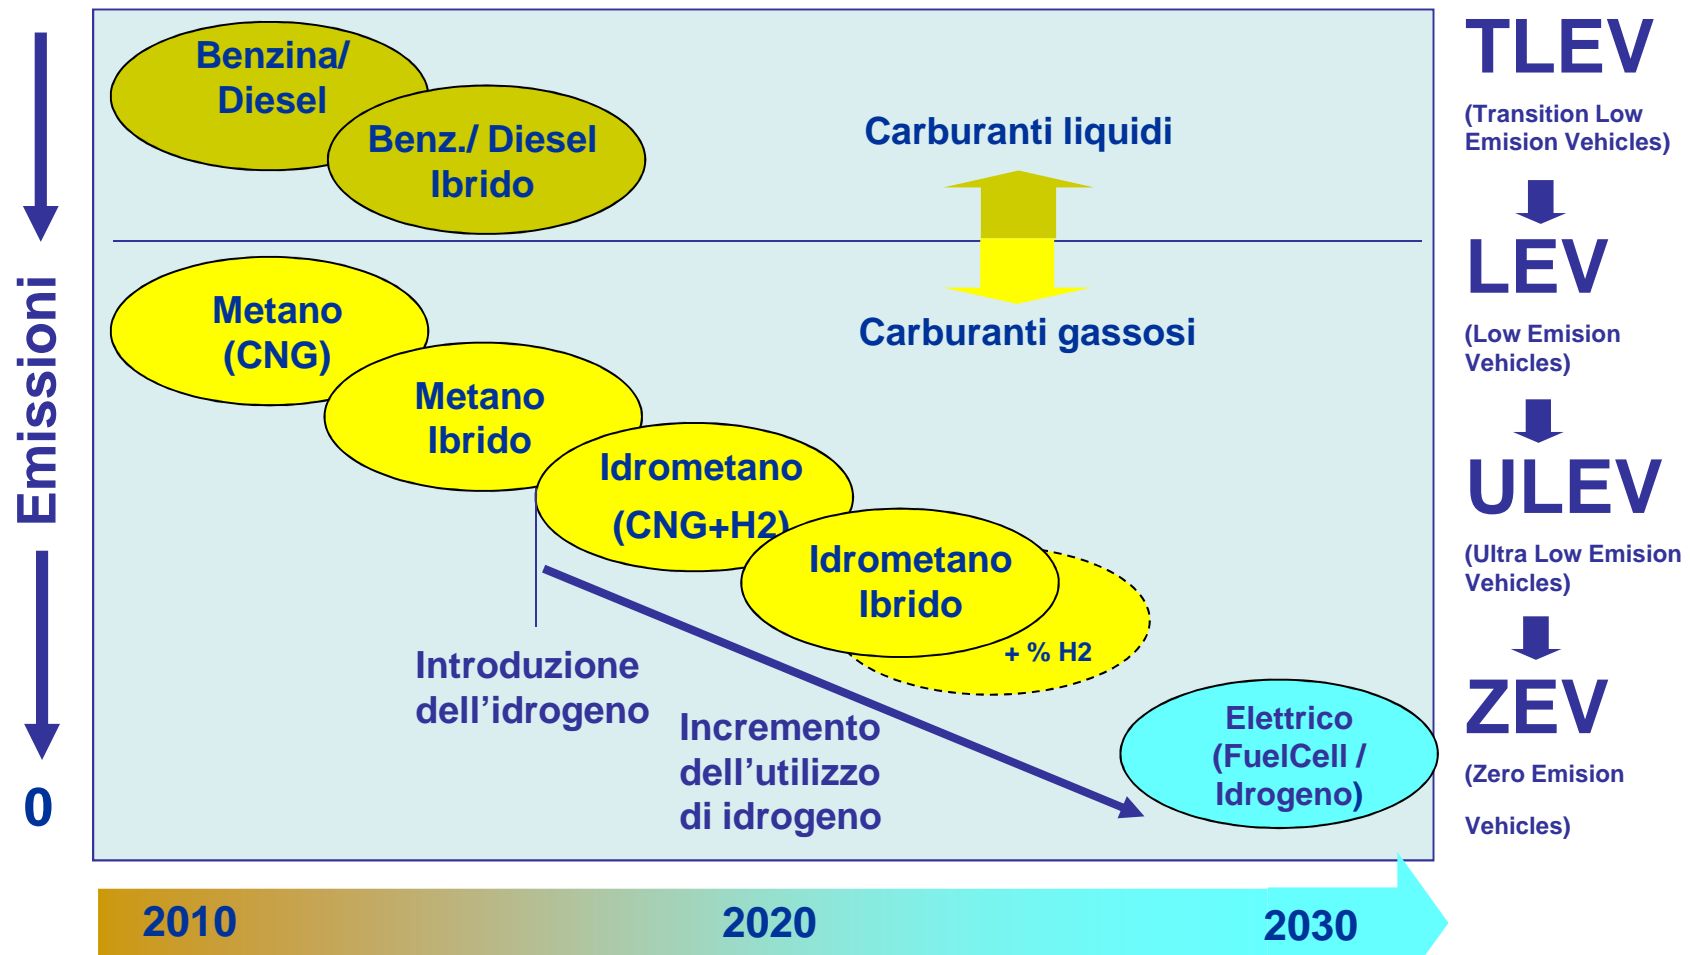 Emissioni
0
Benzina/
Diesel
Benz./ Diesel
Ibrido
Carburanti liquidi
Carburanti gassosi
Metano
(CNG)
Metano
Ibrido
Idrometano
(CNG+H2)
Idrometano
Ibrido
+ % H2
Introduzione
dell’idrogeno
Incremento
dell’utilizzo
di idrogeno
Elettrico
(FuelCell /
Idrogeno)
TLEV
(Transition Low
Emision Vehicles)
LEV
(Low Emision
Vehicles)
ULEV
(Ultra Low Emision
Vehicles)
ZEV
(Zero Emision
Vehicles)
2010
2020
2030